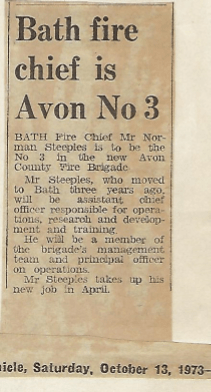 Bath fire
chief is
Avon No 3
BATH Fire Chief Mr Nor-
man Steeples is to be the
No 3 in the new Avon
County Fire Brigade.
Mr Steeples, who moved
to Bath three years ago,
will be assistant chief
officer responsible for opera-
tions, research and develop-
ment and training.
He will be a member of
the brigade's management
team and principal officer
on operations.
Mr Steeples takes up his
new job in April.
nicle, Saturday, October 13, 1973—